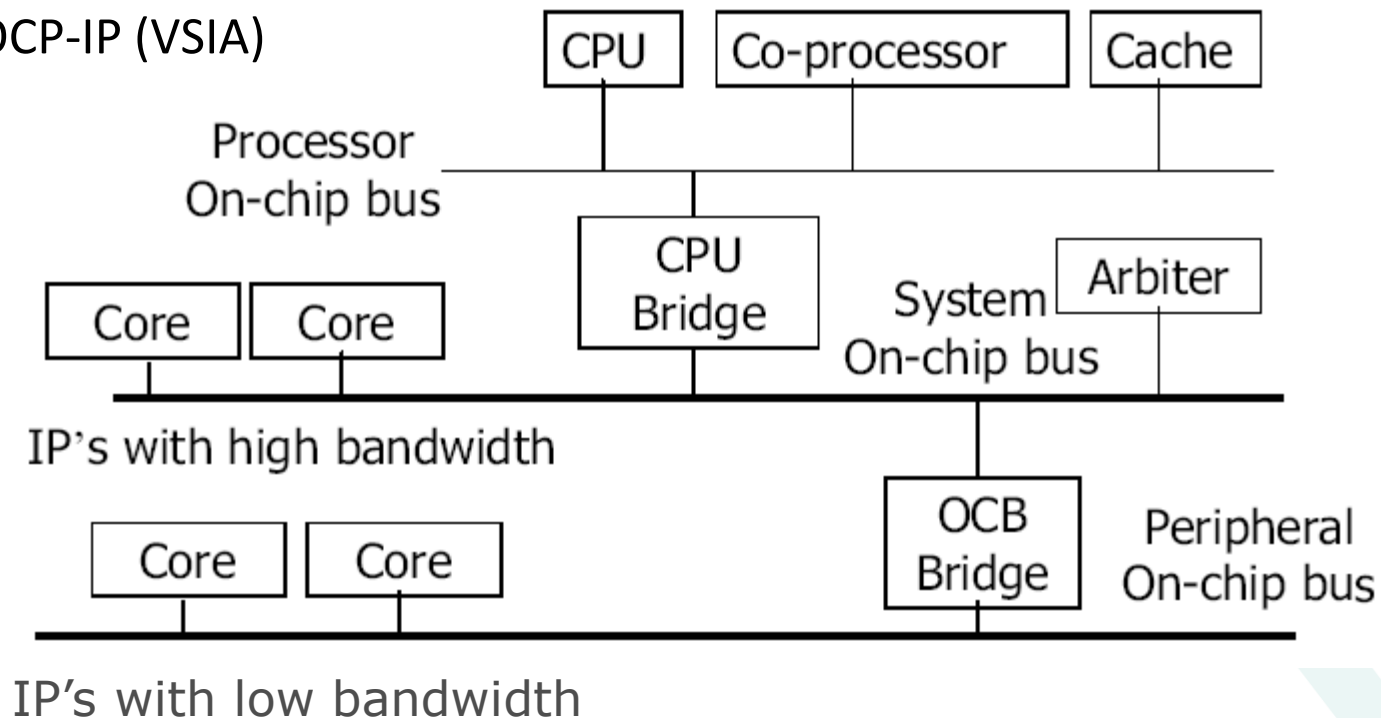 OCP-IP (VSIA)
CPU
Co-processor
Cache
Processor
On-chip bus
CPU
Bridge
System
On-chip bus
Arbiter
Core
Core
IP's with high bandwidth
OCB
Bridge
Peripheral
On-chip bus
Core
Core
IP's with low bandwidth